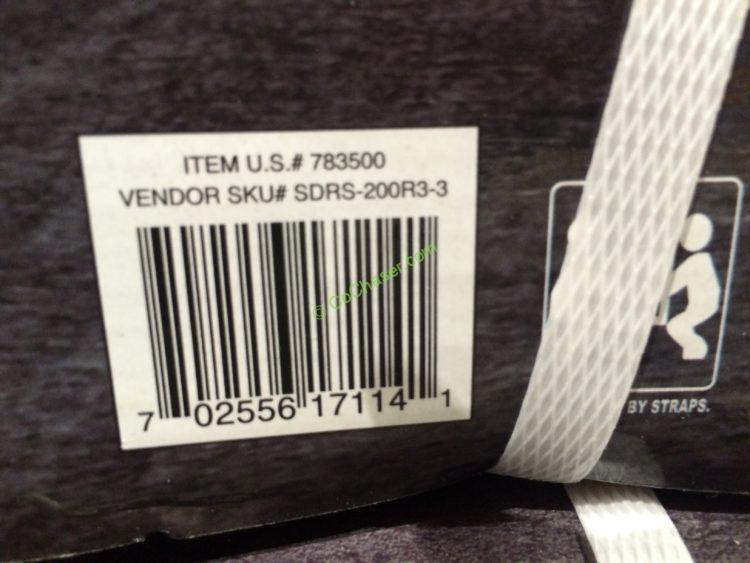 ITEM U.S.# 783500
VENDOR SKU# SDRS-200R3-3
© CoChaser.com
7 02556 17114 1
BY STRAPS.